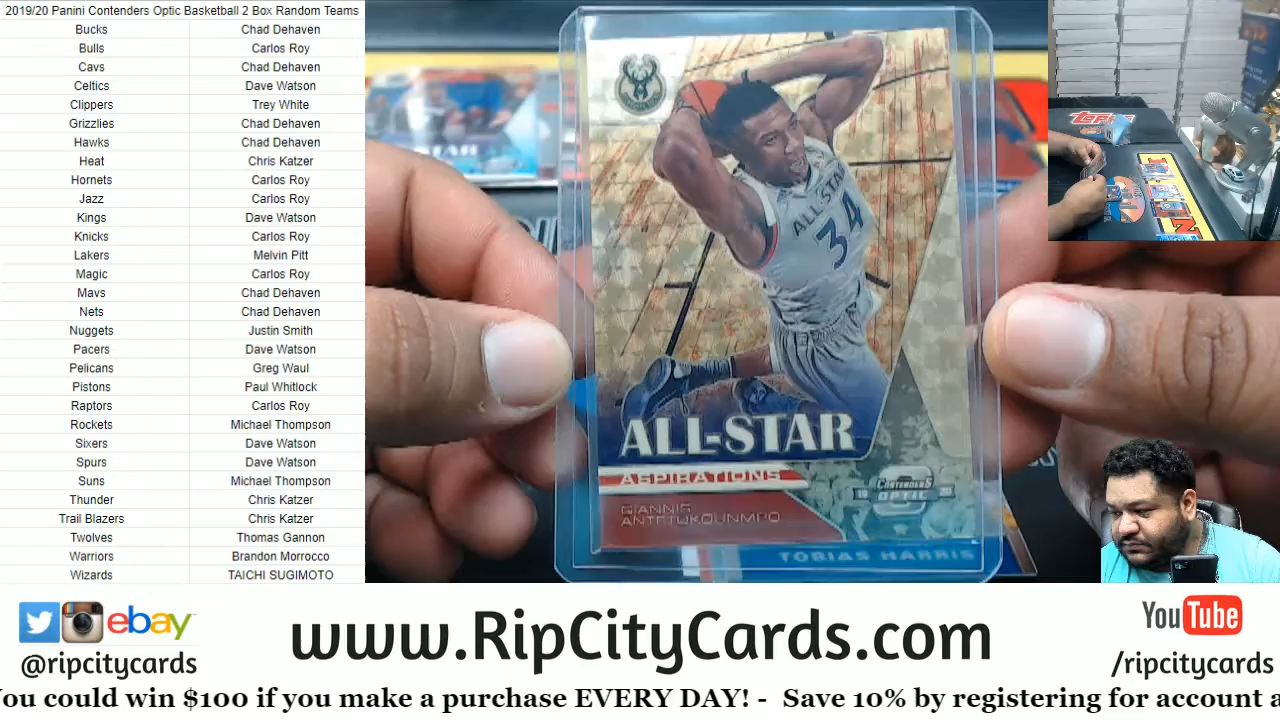 2019/20 Panini Contenders Optic Basketball 2 Box Random Teams
Bucks Chad Dehaven
Bulls Carlos Roy
Cavs Chad Dehaven
Celtics Dave Watson
Clippers Trey White
Grizzlies Chad Dehaven
Hawks Chad Dehaven
Heat Chris Katzer
Hornets Carlos Roy
Jazz Carlos Roy
Kings Dave Watson
Knicks Carlos Roy
Lakers Melvin Pitt
Magic Carlos Roy
Mavs Chad Dehaven
Nets Chad Dehaven
Nuggets Justin Smith
Pacers Dave Watson
Pelicans Greg Waul
Pistons Paul Whitlock
Raptors Carlos Roy
Rockets Michael Thompson
Sixers Dave Watson
Spurs Dave Watson
Suns Michael Thompson
Thunder Chris Katzer
Trail Blazers Chris Katzer
Twolves Thomas Gannon
Warriors Brandon Morrocco
Wizards TAICHI SUGIMOTO
ALL-STAR
34
ALL-STAR
ASPIRATIONS
GIANNIS
ANTETOKOUNMPO
CONTENDERS
OPTIC
TOBIAS HARRIS
Topps
ebay
@ripcitycards
www.RipCityCards.com
YouTube
/ripcitycards
You could win $100 if you make a purchase EVERY DAY! - Save 10% by registering for account a